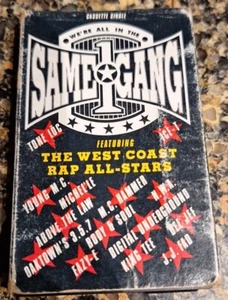 CASSETTE SINGLE
WE'RE ALL IN THE
SAME GANG
1
TONE LOC
ICE-T
FEATURING
THE WEST COAST
RAP ALL-STARS
YOUNG M.C.
MICHEL'LE
M.C. HAMMER
ABOVE THE LAW
BODY & SOUL
DEF JEF
OAKTOWN'S 3.5.7
DIGITAL UNDERGROUND
EAZY-E
KING TEE
J.J. FAD